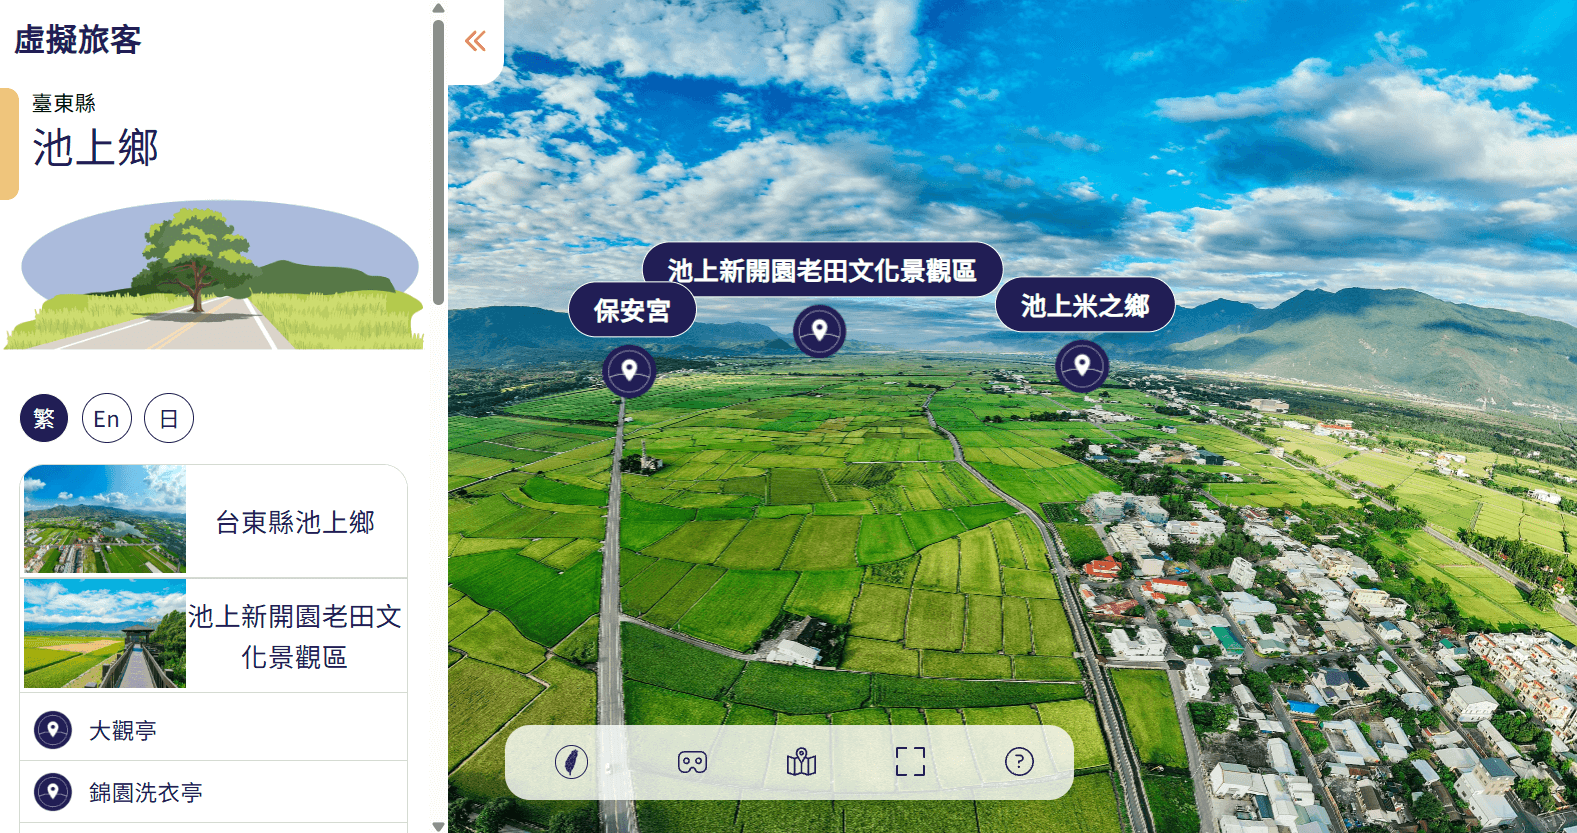 虛擬旅客
臺東縣
池上鄉
繁 En 日
台東縣池上鄉
池上新開園老田文
化景觀區
大觀亭
錦園洗衣亭
池上新開園老田文化景觀區
保安宮
池上米之鄉